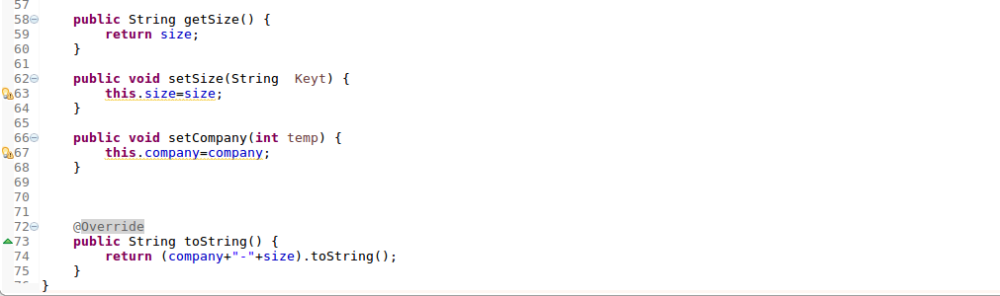 57
58 public String getSize() {
59 return size;
60 }
61
62 public void setSize(String  Keyt) {
63 this.size=size;
64 }
65
66 public void setCompany(int temp) {
67 this.company=company;
68 }
69
70
71
72 @Override
73 public String toString() {
74 return (company+"-"+size).toString();
75 }
76 }